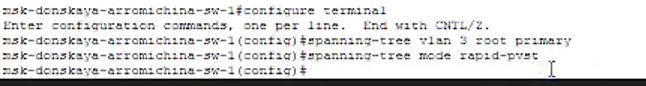 msk-donskaya-arromichina-sw-1#configure terminal
Enter configuration commands, one per line.  End with CNTL/Z.
msk-donskaya-arromichina-sw-1(config)#spanning-tree vlan 3 root primary
msk-donskaya-arromichina-sw-1(config)#spanning-tree mode rapid-pvst
msk-donskaya-arromichina-sw-1(config)#